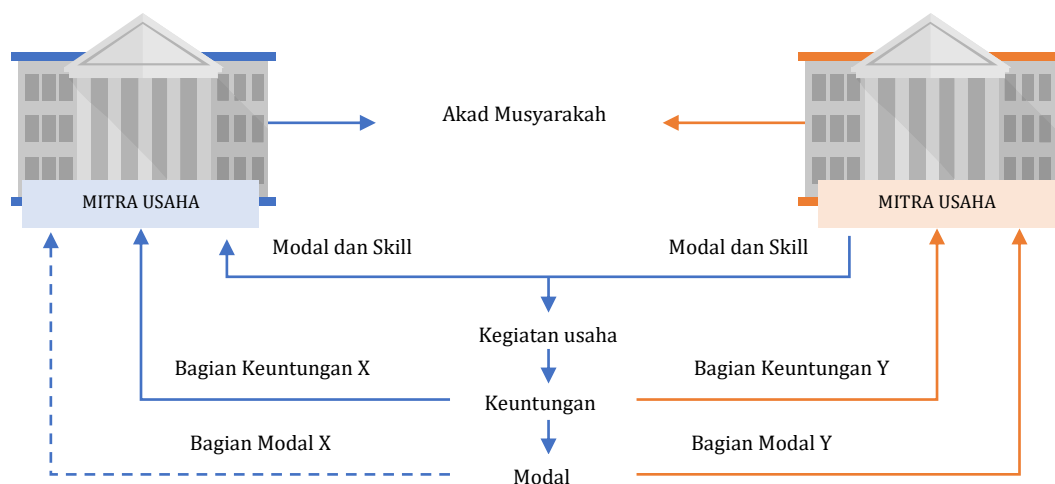 Akad Musyarakah
MITRA USAHA
MITRA USAHA
Modal dan Skill
Modal dan Skill
Kegiatan usaha
Bagian Keuntungan X
Bagian Keuntungan Y
Keuntungan
Bagian Modal X
Bagian Modal Y
Modal